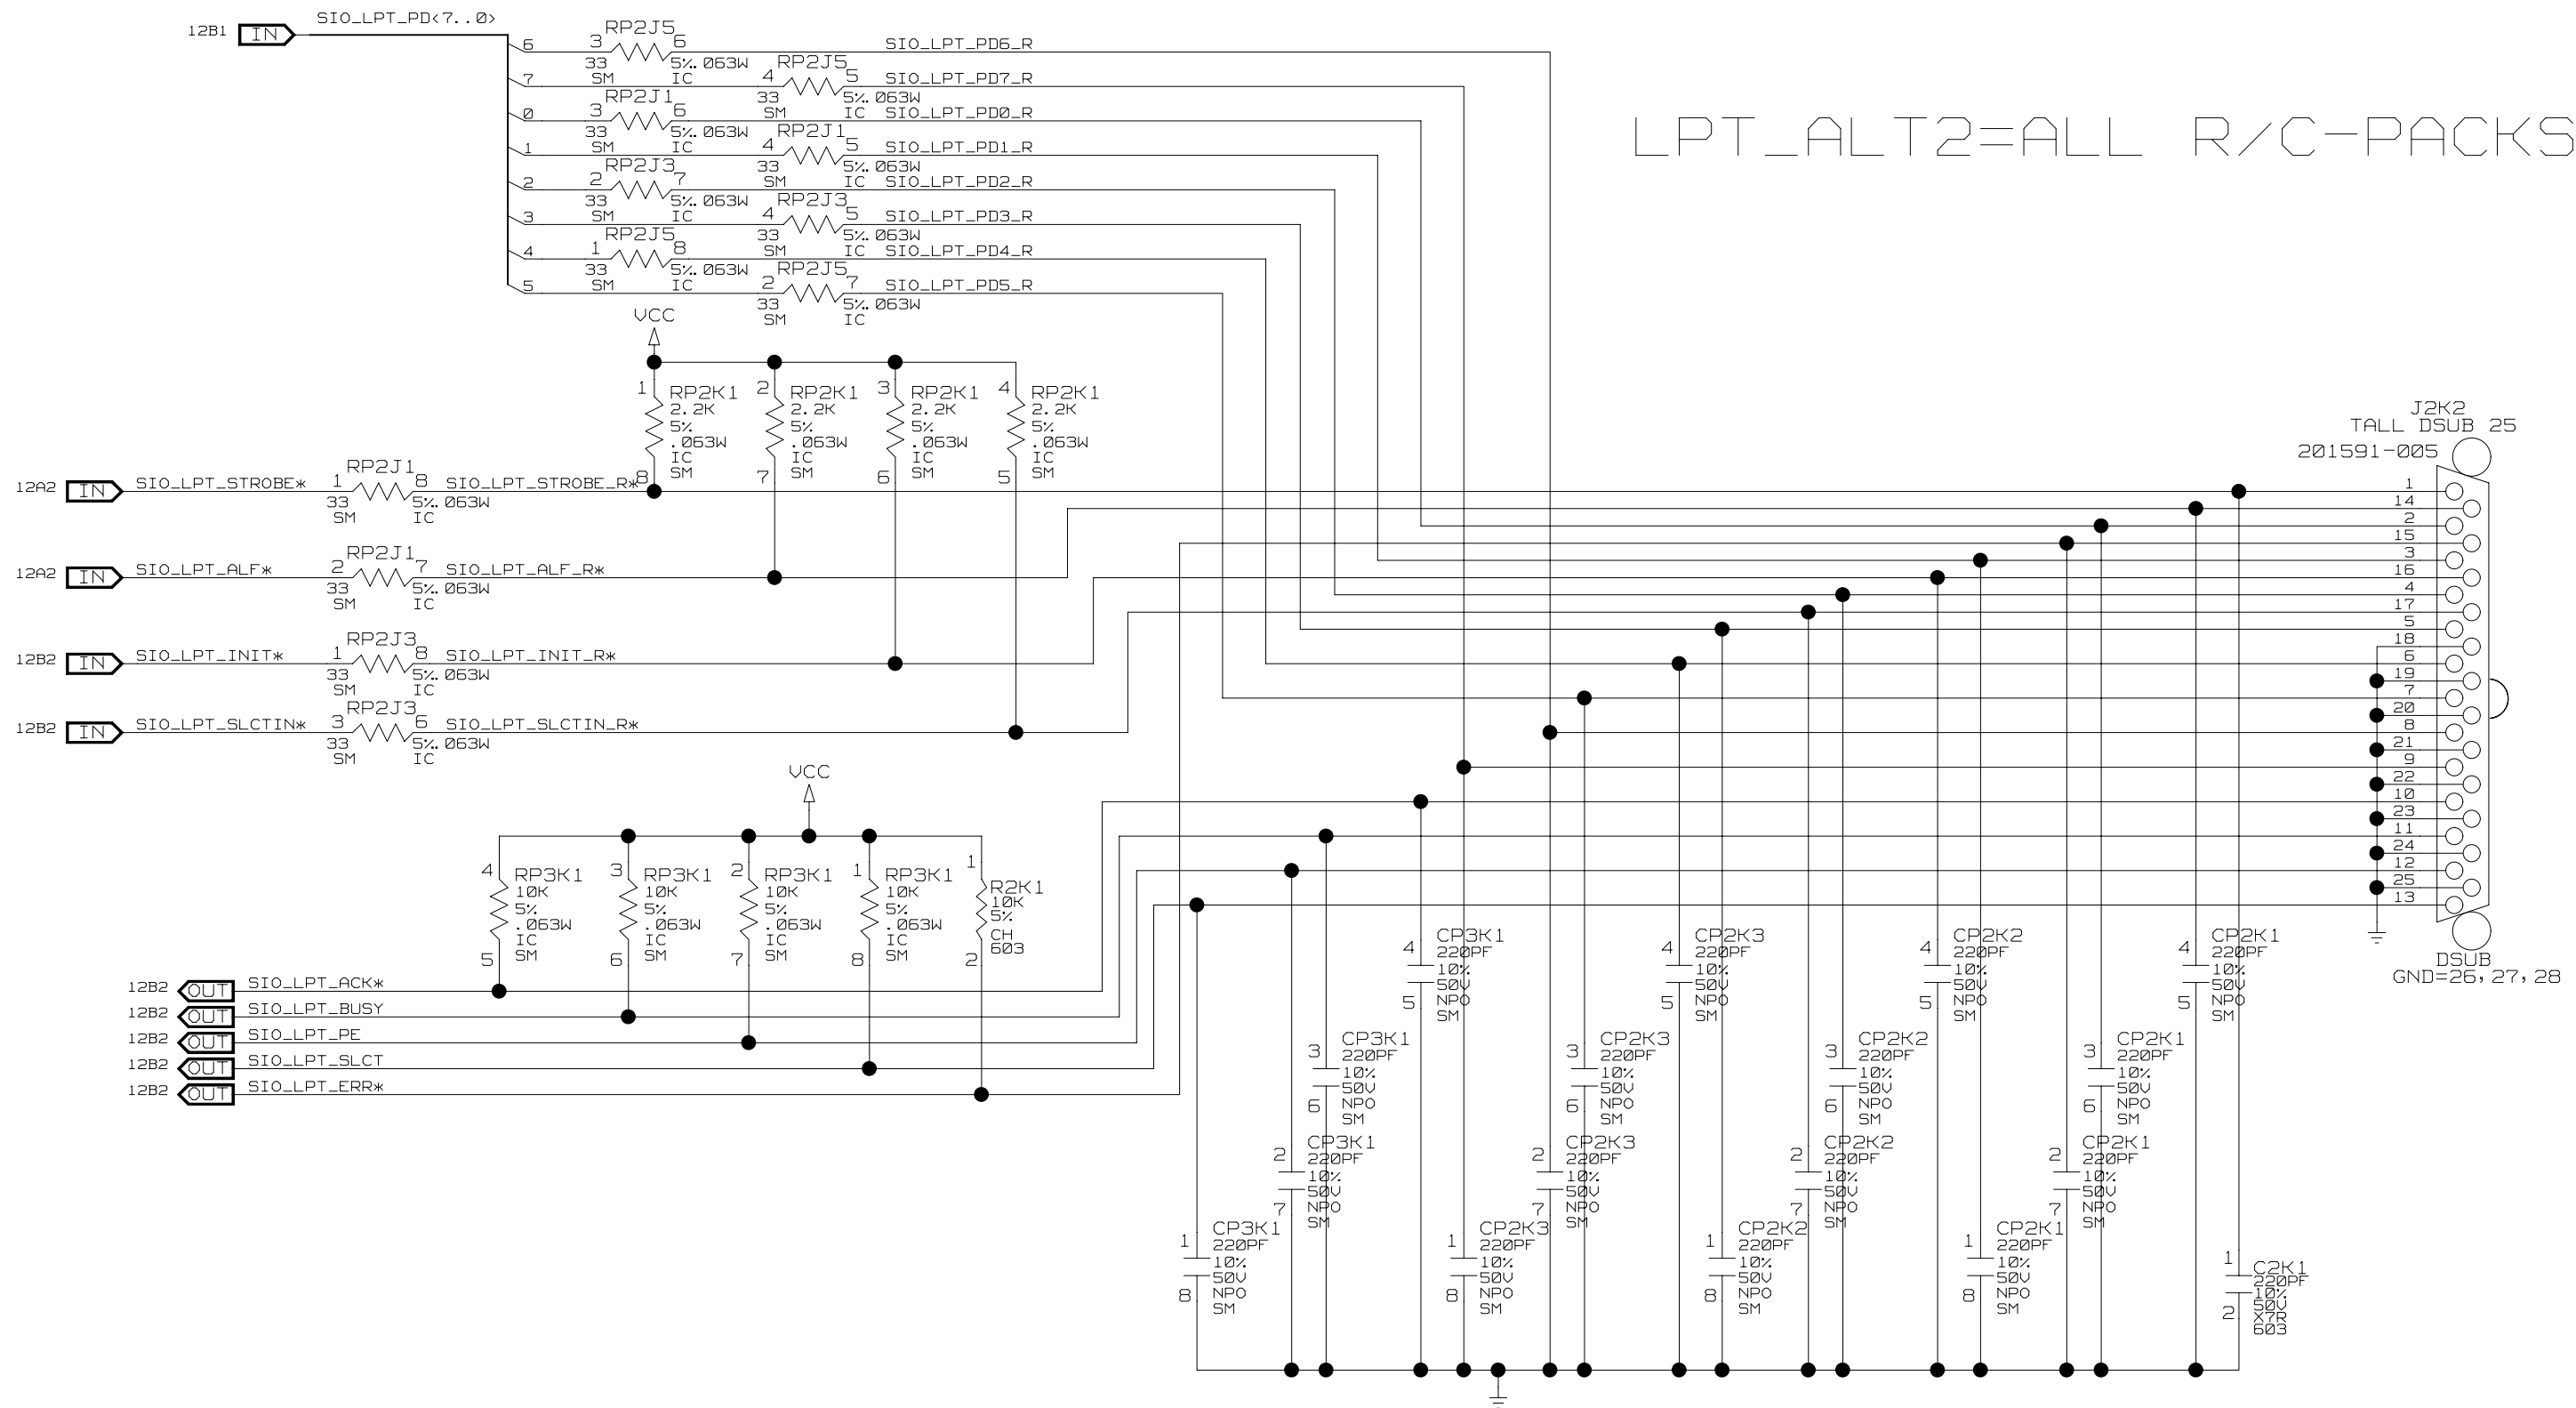 SIO_LPT_PD<7..0>
12B1 IN
6 3 RP2J5 6 SIO_LPT_PD6_R
33 5%.063W
SM IC
7 4 RP2J5 5 SIO_LPT_PD7_R
33 5%.063W
SM IC
0 3 RP2J1 6 SIO_LPT_PD0_R
33 5%.063W
SM IC
1 4 RP2J1 5 SIO_LPT_PD1_R
33 5%.063W
SM IC
2 2 RP2J3 7 SIO_LPT_PD2_R
33 5%.063W
SM IC
3 4 RP2J3 5 SIO_LPT_PD3_R
33 5%.063W
SM IC
4 1 RP2J5 8 SIO_LPT_PD4_R
33 5%.063W
SM IC
5 2 RP2J5 7 SIO_LPT_PD5_R
33 5%.063W
SM IC
LPT_ALT2=ALL R/C-PACKS
VCC
1 RP2K1
2.2K
5%
.063W
IC
SM
8
2 RP2K1
2.2K
5%
.063W
IC
SM
7
3 RP2K1
2.2K
5%
.063W
IC
SM
6
4 RP2K1
2.2K
5%
.063W
IC
SM
5
12A2 IN SIO_LPT_STROBE* 1 RP2J1 8 SIO_LPT_STROBE_R*
33 5%.063W
SM IC
12A2 IN SIO_LPT_ALF* 2 RP2J1 7 SIO_LPT_ALF_R*
33 5%.063W
SM IC
12B2 IN SIO_LPT_INIT* 1 RP2J3 8 SIO_LPT_INIT_R*
33 5%.063W
SM IC
12B2 IN SIO_LPT_SLCTIN* 3 RP2J3 6 SIO_LPT_SLCTIN_R*
33 5%.063W
SM IC
J2K2
TALL DSUB 25
201591-005
1
14
2
15
3
16
4
17
5
18
6
19
7
20
8
21
9
22
10
23
11
24
12
25
13
DSUB
GND=26,27,28
VCC
4 RP3K1
10K
5%
.063W
IC
SM
5
3 RP3K1
10K
5%
.063W
IC
SM
6
2 RP3K1
10K
5%
.063W
IC
SM
7
1 RP3K1
10K
5%
.063W
IC
SM
8
1 R2K1
10K
5%
CH
603
2
12B2 OUT SIO_LPT_ACK*
12B2 OUT SIO_LPT_BUSY
12B2 OUT SIO_LPT_PE
12B2 OUT SIO_LPT_SLCT
12B2 OUT SIO_LPT_ERR*
4 CP3K1
220PF
10%
50V
NPO
SM
5
4 CP2K3
220PF
10%
50V
NPO
SM
5
4 CP2K2
220PF
10%
50V
NPO
SM
5
4 CP2K1
220PF
10%
50V
NPO
SM
5
3 CP3K1
220PF
10%
50V
NPO
SM
6
3 CP2K3
220PF
10%
50V
NPO
SM
6
3 CP2K2
220PF
10%
50V
NPO
SM
6
3 CP2K1
220PF
10%
50V
NPO
SM
6
2 CP3K1
220PF
10%
50V
NPO
SM
7
2 CP2K3
220PF
10%
50V
NPO
SM
7
2 CP2K2
220PF
10%
50V
NPO
SM
7
2 CP2K1
220PF
10%
50V
NPO
SM
7
1 CP3K1
220PF
10%
50V
NPO
SM
8
1 CP2K3
220PF
10%
50V
NPO
SM
8
1 CP2K2
220PF
10%
50V
NPO
SM
8
1 CP2K1
220PF
10%
50V
NPO
SM
8
1 C2K1
220PF
10%
50V
X7R
603
2